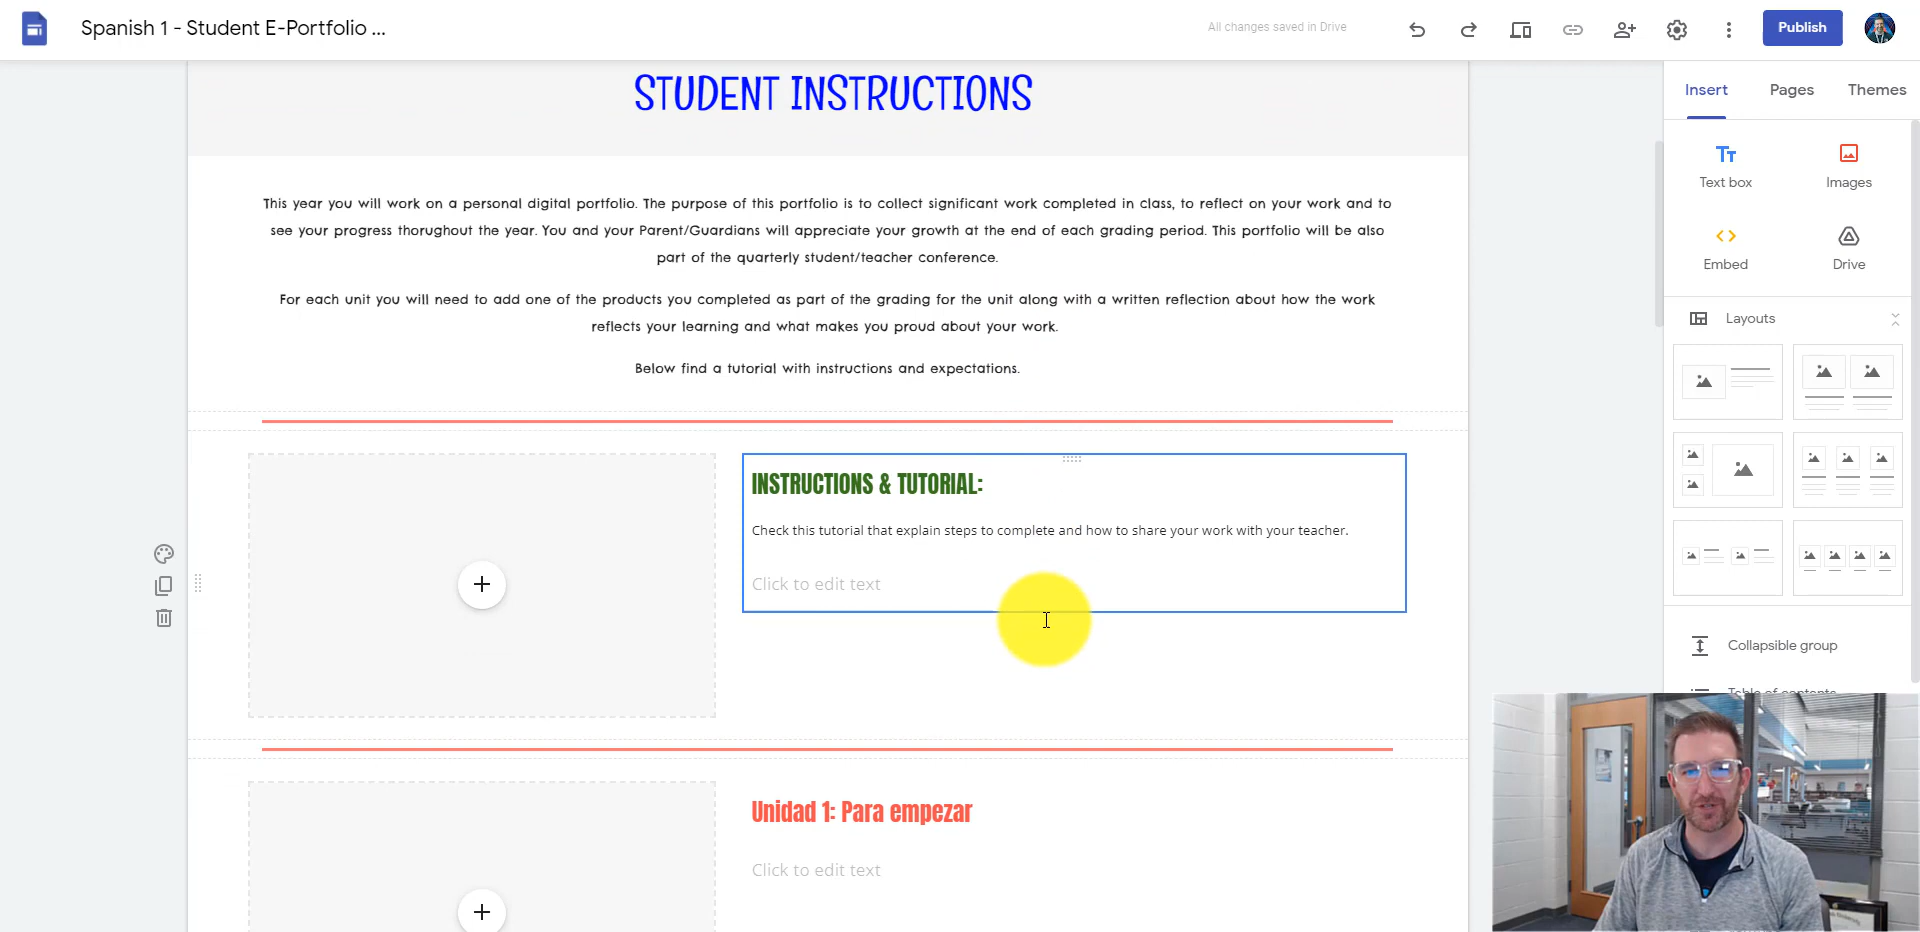 Spanish 1 - Student E-Portfolio ...
All changes saved in Drive
Publish
STUDENT INSTRUCTIONS
Insert
Pages
Themes
Text box
Images
Embed
Drive
Layouts
This year you will work on a personal digital portfolio. The purpose of this portfolio is to collect significant work completed in class, to reflect on your work and to
see your progress thorughout the year. You and your Parent/Guardians will appreciate your growth at the end of each grading period. This portfolio will be also
part of the quarterly student/teacher conference.
For each unit you will need to add one of the products you completed as part of the grading for the unit along with a written reflection about how the work
reflects your learning and what makes you proud about your work.
Below find a tutorial with instructions and expectations.
INSTRUCTIONS & TUTORIAL:
Check this tutorial that explain steps to complete and how to share your work with your teacher.
Click to edit text
Collapsible group
Table of contents
Unidad 1: Para empezar
Click to edit text